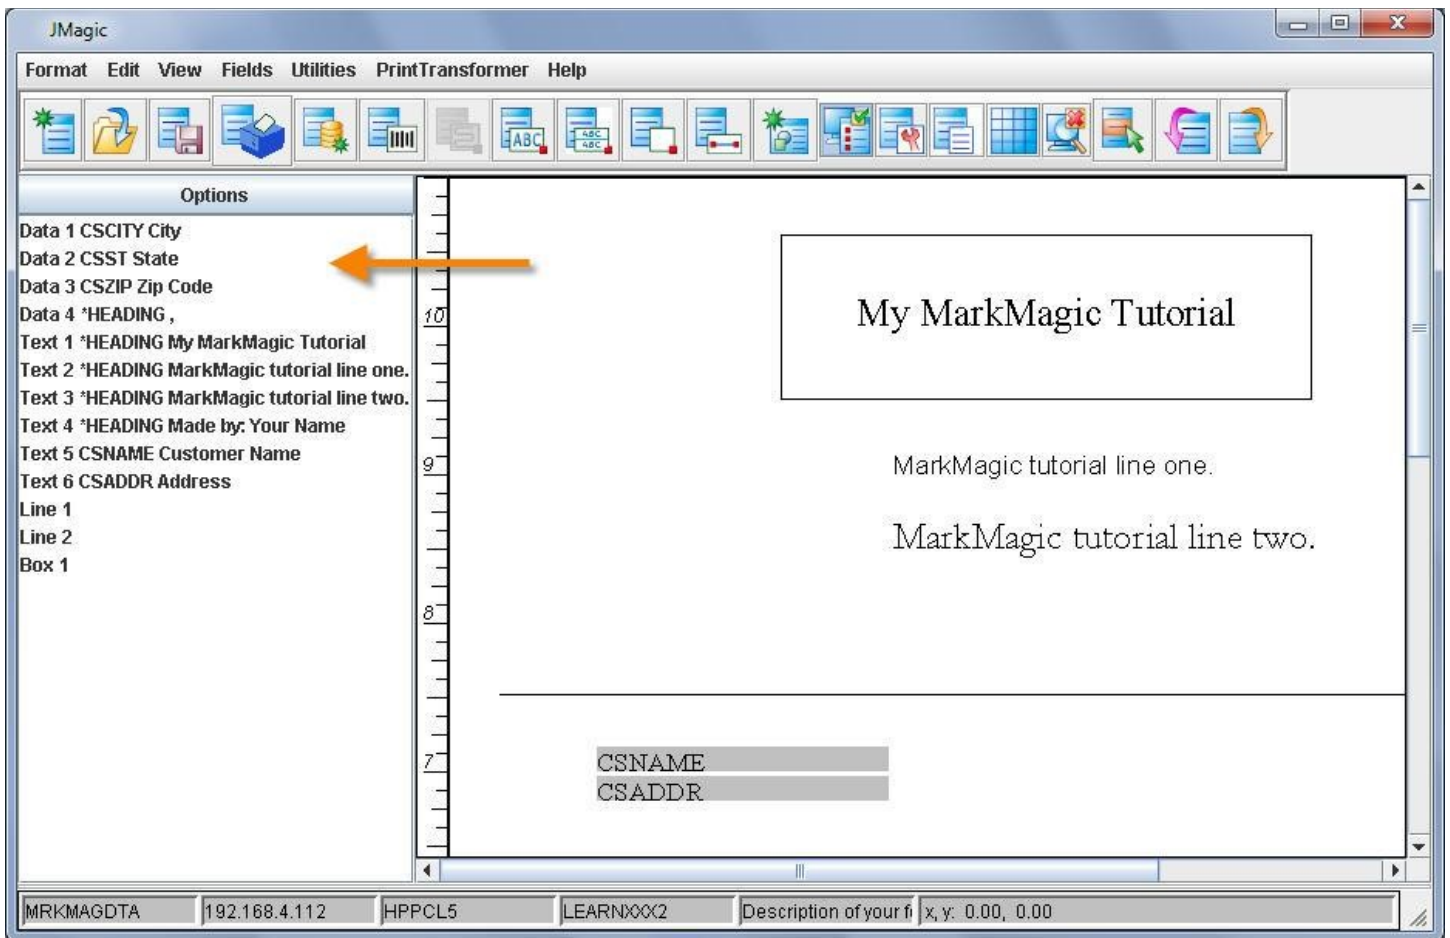 JMagic
Format Edit View Fields Utilities PrintTransformer Help
ABC
ABC
ABC
Options
Data 1 CSCITY City
Data 2 CSST State
Data 3 CSZIP Zip Code
Data 4 *HEADING ,
Text 1 *HEADING My MarkMagic Tutorial
Text 2 *HEADING MarkMagic tutorial line one.
Text 3 *HEADING MarkMagic tutorial line two.
Text 4 *HEADING Made by: Your Name
Text 5 CSNAME Customer Name
Text 6 CSADDR Address
Line 1
Line 2
Box 1
10
9
8
7
My MarkMagic Tutorial
MarkMagic tutorial line one.
MarkMagic tutorial line two.
CSNAME
CSADDR
MRKMAGDTA 192.168.4.112 HPPCL5 LEARNXXX2 Description of your fi x, y: 0.00, 0.00